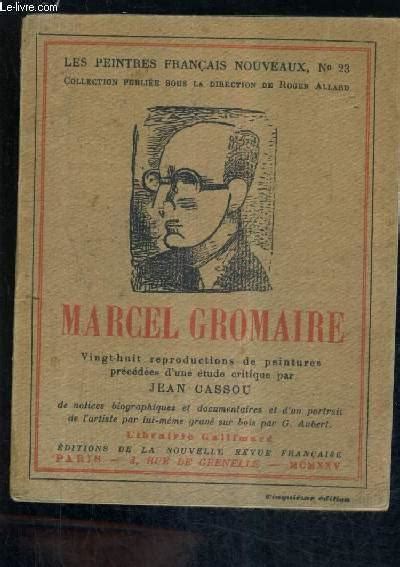 Le-livre.com
LES PEINTRES FRANÇAIS NOUVEAUX, No 23
COLLECTION PUBLIÉE SOUS LA DIRECTION DE ROGER ALLARD
MARCEL GROMAIRE
Vingt-huit reproductions de peintures
précédées d'une étude critique par
JEAN CASSOU
de notices biographiques et documentaires et d'un portrait
de l'artiste par lui-même gravé sur bois par G. Aubert.
Librairie Gallimard
ÉDITIONS DE LA NOUVELLE REVUE FRANÇAISE
PARIS — 3, RUE DE GRENELLE — MCMXXV
Cinquième édition